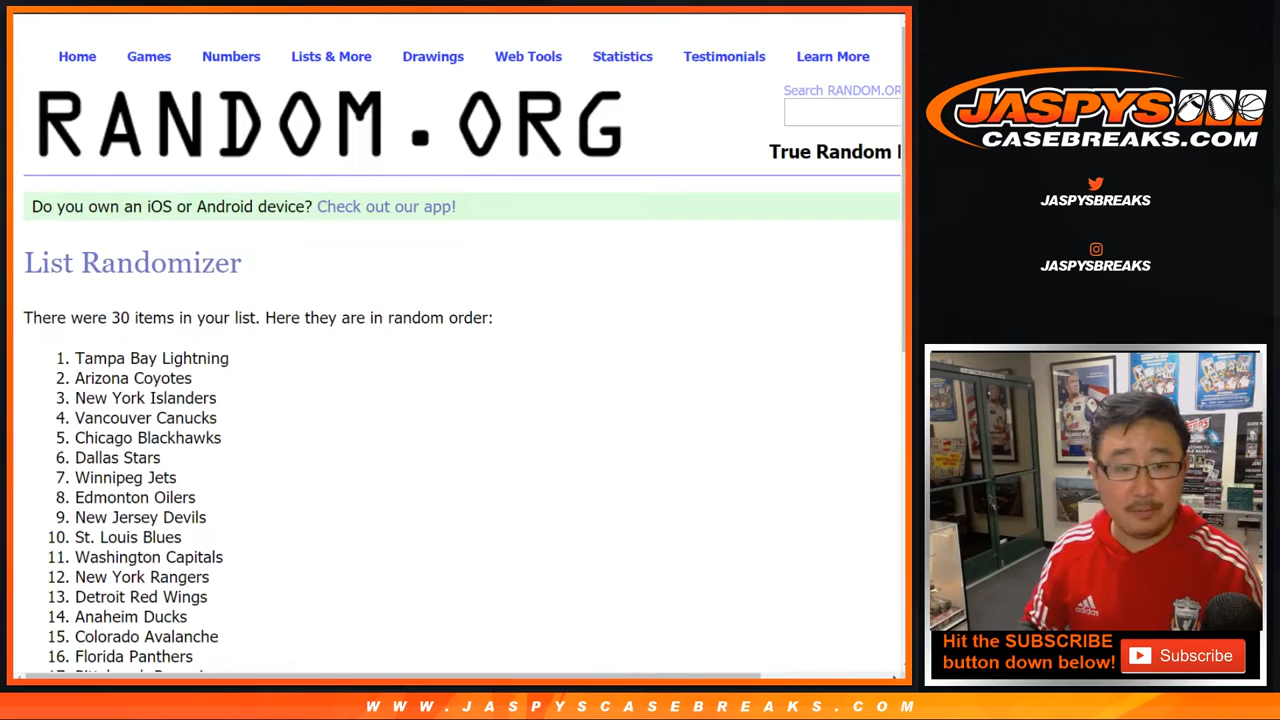 Home Games Numbers Lists & More Drawings Web Tools Statistics Testimonials Learn More
RANDOM.ORG
Search RANDOM.OR
True Random
Do you own an iOS or Android device? Check out our app!
List Randomizer
There were 30 items in your list. Here they are in random order:
1. Tampa Bay Lightning
2. Arizona Coyotes
3. New York Islanders
4. Vancouver Canucks
5. Chicago Blackhawks
6. Dallas Stars
7. Winnipeg Jets
8. Edmonton Oilers
9. New Jersey Devils
10. St. Louis Blues
11. Washington Capitals
12. New York Rangers
13. Detroit Red Wings
14. Anaheim Ducks
15. Colorado Avalanche
16. Florida Panthers
JASPYS
CASEBREAKS.COM
JASPYSBREAKS
JASPYSBREAKS
topps
adidas
Hit the SUBSCRIBE
button down below!
Subscribe
WWW.JASPYSCASEBREAKS.COM